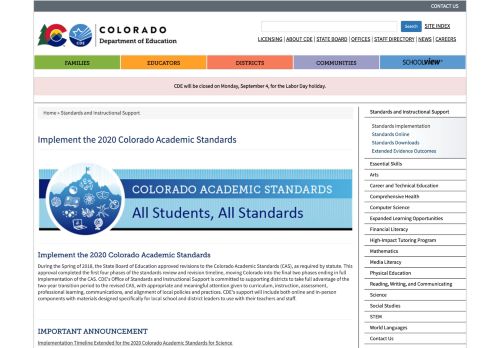 CONTACT US
COLORADO
Department of Education
CDE
Search
SITE INDEX
LICENSING | ABOUT CDE | STATE BOARD | OFFICES | STAFF DIRECTORY | NEWS | CAREERS
FAMILIES
EDUCATORS
DISTRICTS
COMMUNITIES
SCHOOLVIEW
CDE will be closed on Monday, September 4, for the Labor Day holiday.
Home » Standards and Instructional Support
Implement the 2020 Colorado Academic Standards
COLORADO ACADEMIC STANDARDS
All Students, All Standards
Implement the 2020 Colorado Academic Standards
During the Spring of 2018, the State Board of Education approved revisions to the Colorado Academic Standards (CAS), as required by statute. This
approval completed the first four phases of the standards review and revision timeline, moving Colorado into the final two phases ending in full
implementation of the CAS. CDE's Office of Standards and Instructional Support is committed to supporting districts to take full advantage of the
two-year transition period to the revised CAS, with appropriate and meaningful attention given to curriculum, instruction, assessment,
professional learning, communications, and alignment of local policies and practices. CDE's support will include both online and in-person
components with materials designed specifically for local school and district leaders to use with their teachers and staff.
IMPORTANT ANNOUNCEMENT
Implementation Timeline Extended for the 2020 Colorado Academic Standards for Science
Standards and Instructional Support
Standards Implementation
Standards Online
Standards Downloads
Extended Evidence Outcomes
Essential Skills
Arts
Career and Technical Education
Comprehensive Health
Computer Science
Expanded Learning Opportunities
Financial Literacy
High-Impact Tutoring Program
Mathematics
Media Literacy
Physical Education
Reading, Writing, and Communicating
Science
Social Studies
STEM
World Languages
Contact Us